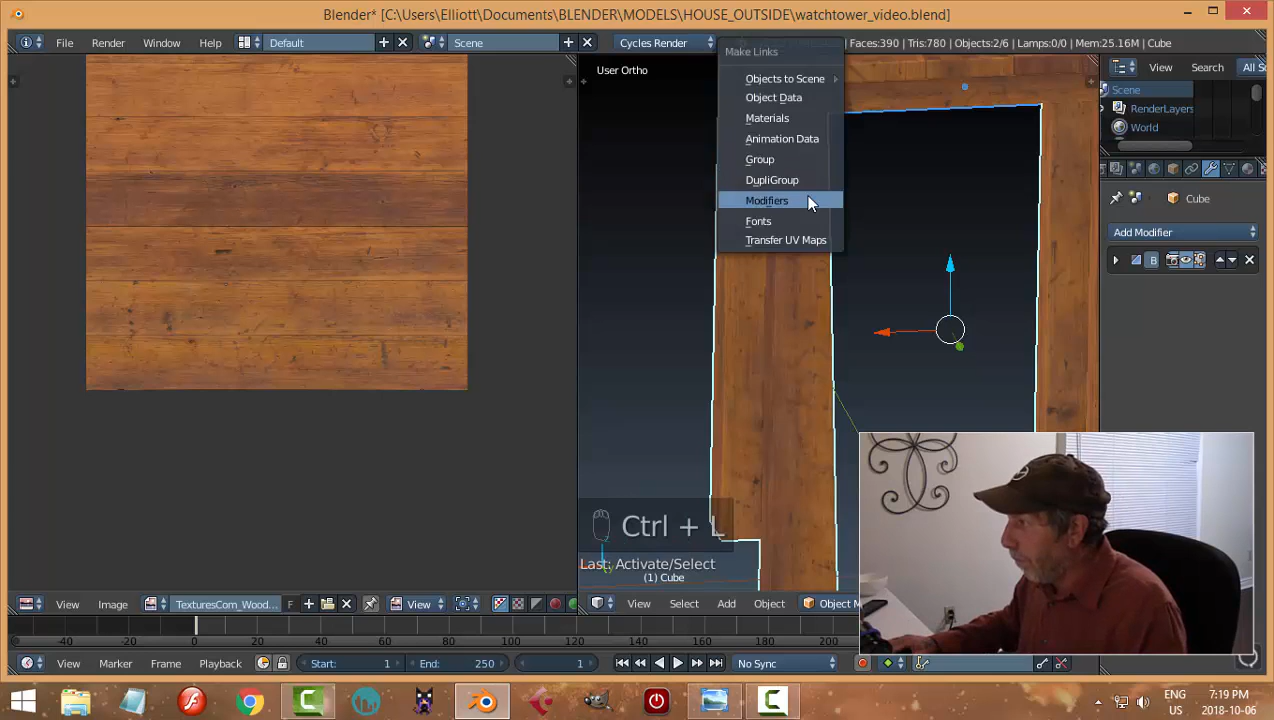 Blender* [C:\Users\Elliott\Documents\BLENDER\MODELS\HOUSE_OUTSIDE\watchtower_video.blend]
File Render Window Help Default Scene Cycles Render Faces:390 | Tris:780 | Objects:2/6 | Lamps:0/0 | Mem:25.16M | Cube
User Ortho
Make Links
Objects to Scene
Object Data
Materials
Animation Data
Group
DupliGroup
Modifiers
Fonts
Transfer UV Maps
View Search All S
Scene
RenderLayers
World
Cube
Add Modifier
B
Ctrl + L
Last: Activate/Select
(1) Cube
View Image TexturesCom_Wood... F View
View Select Add Object Object M
-40 -20 0 20 40 60 80 100 120 140 160 180 200
View Marker Frame Playback Start: 1 End: 250 1 No Sync
ENG 7:19 PM
US 2018-10-06